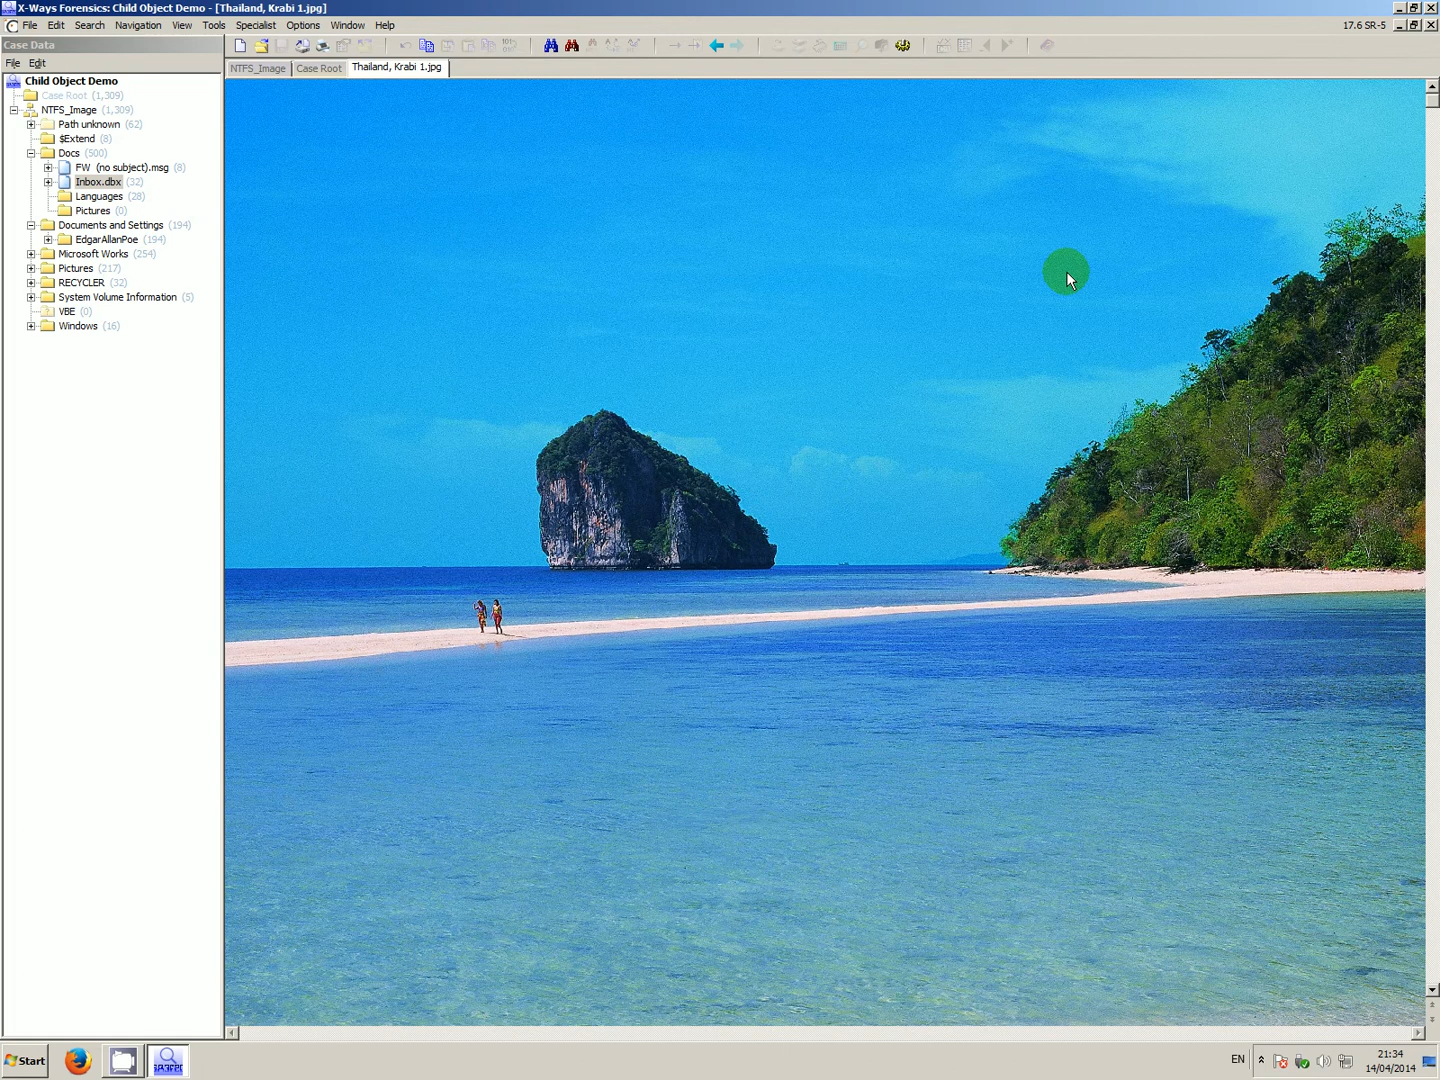 X-Ways Forensics: Child Object Demo - [Thailand, Krabi 1.jpg]
File Edit Search Navigation View Tools Specialist Options Window Help 17.6 SR-5
Case Data
File Edit
NTFS_Image Case Root Thailand, Krabi 1.jpg
Child Object Demo
Case Root (1,309)
NTFS_Image (1,309)
Path unknown (62)
$Extend (8)
Docs (500)
FW (no subject).msg (8)
Inbox.dbx (32)
Languages (28)
Pictures (0)
Documents and Settings (194)
EdgarAllanPoe (194)
Microsoft Works (254)
Pictures (217)
RECYCLER (32)
System Volume Information (5)
VBE (0)
Windows (16)
Start EN 21:34
14/04/2014